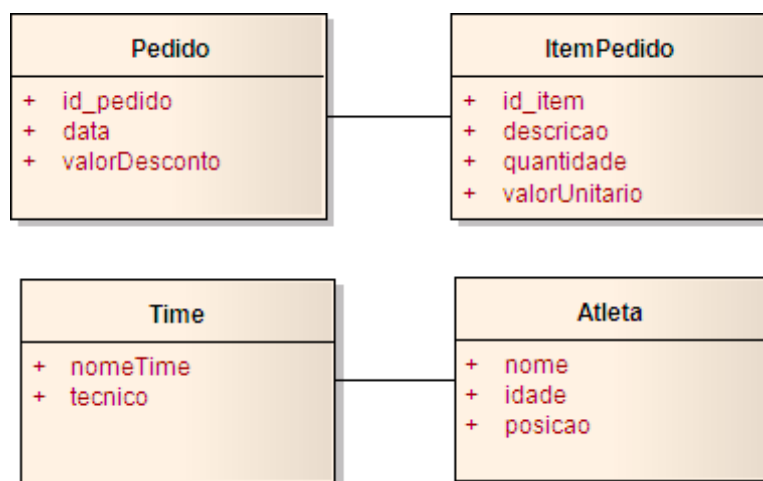 Pedido
+ id_pedido
+ data
+ valorDesconto
ItemPedido
+ id_item
+ descricao
+ quantidade
+ valorUnitario
Time
+ nomeTime
+ tecnico
Atleta
+ nome
+ idade
+ posicao